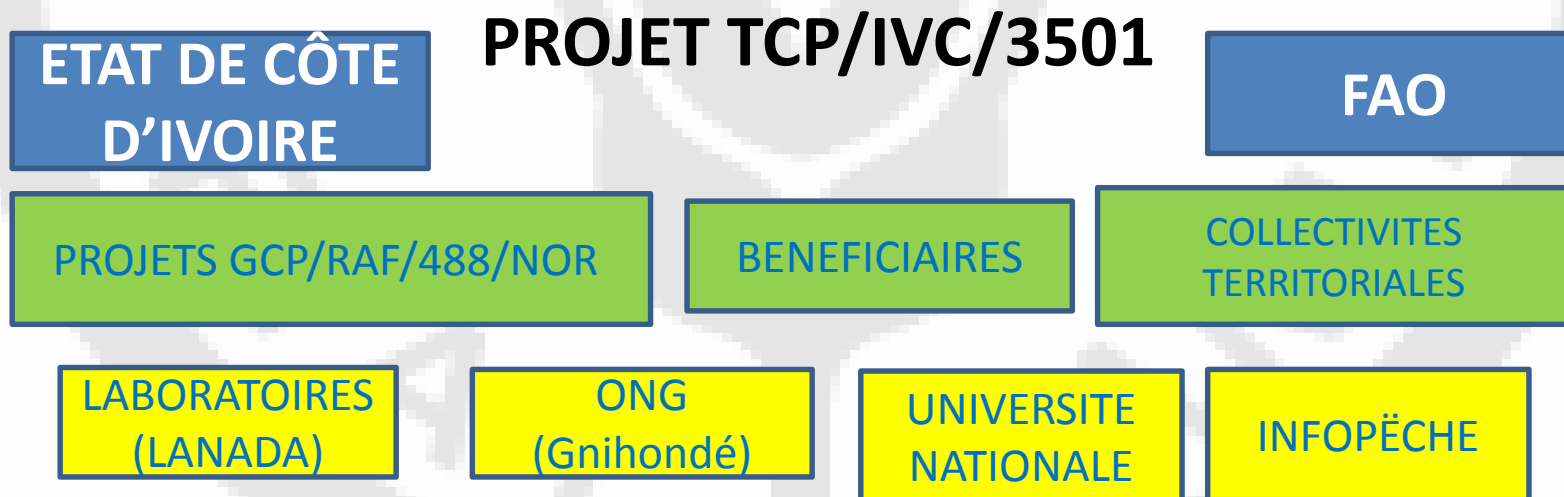 PROJET TCP/IVC/3501
ETAT DE CÔTE
D’IVOIRE
FAO
PROJETS GCP/RAF/488/NOR
BENEFICIAIRES
COLLECTIVITES
TERRITORIALES
LABORATOIRES
(LANADA)
ONG
(Gnihondé)
UNIVERSITE
NATIONALE
INFOPËCHE